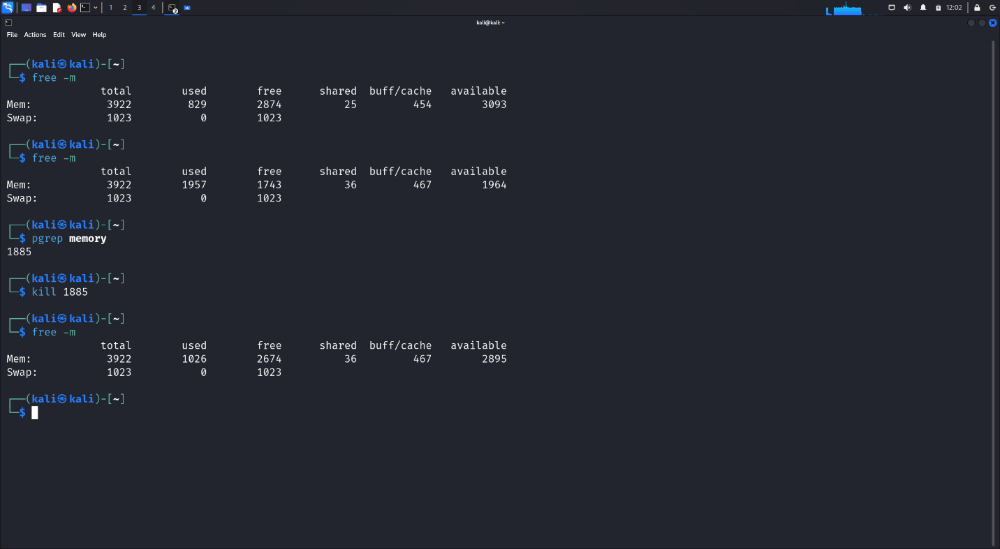 1 2 3 4 2 12:02
kali@kali: ~
File Actions Edit View Help
┌──(kali㉿kali)-[~]
└─$ free -m
total used free shared buff/cache available
Mem: 3922 829 2874 25 454 3093
Swap: 1023 0 1023
┌──(kali㉿kali)-[~]
└─$ free -m
total used free shared buff/cache available
Mem: 3922 1957 1743 36 467 1964
Swap: 1023 0 1023
┌──(kali㉿kali)-[~]
└─$ pgrep memory
1885
┌──(kali㉿kali)-[~]
└─$ kill 1885
┌──(kali㉿kali)-[~]
└─$ free -m
total used free shared buff/cache available
Mem: 3922 1026 2674 36 467 2895
Swap: 1023 0 1023
┌──(kali㉿kali)-[~]
└─$